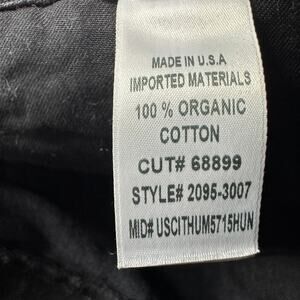 MADE IN U.S.A
IMPORTED MATERIALS
100 % ORGANIC
COTTON
CUT# 68899
STYLE# 2095-3007
MID# USCITHUM5715HUN